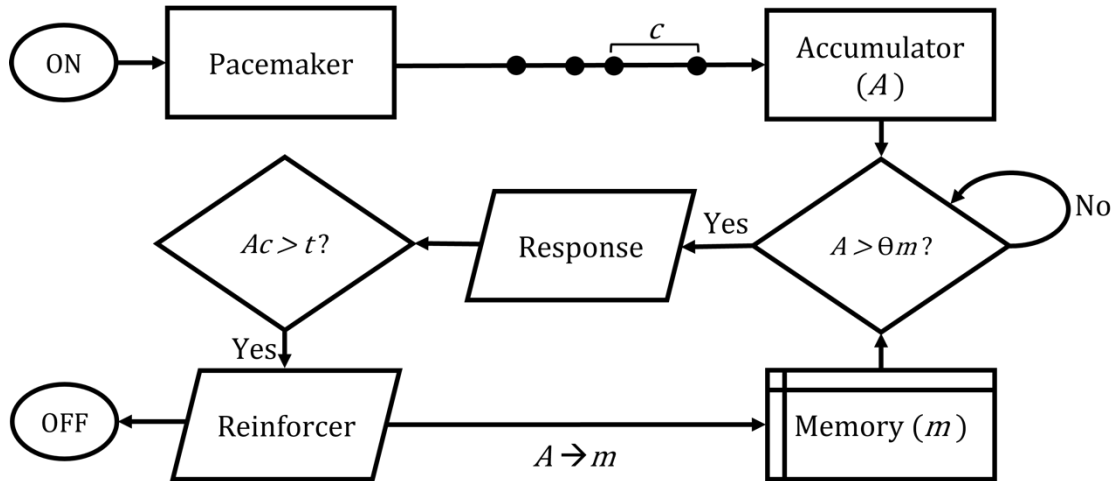 ON
Pacemaker
c
Accumulator
(A)
Ac > t?
Yes
Response
Yes
A > Θm?
No
OFF
Reinforcer
A → m
Memory (m)